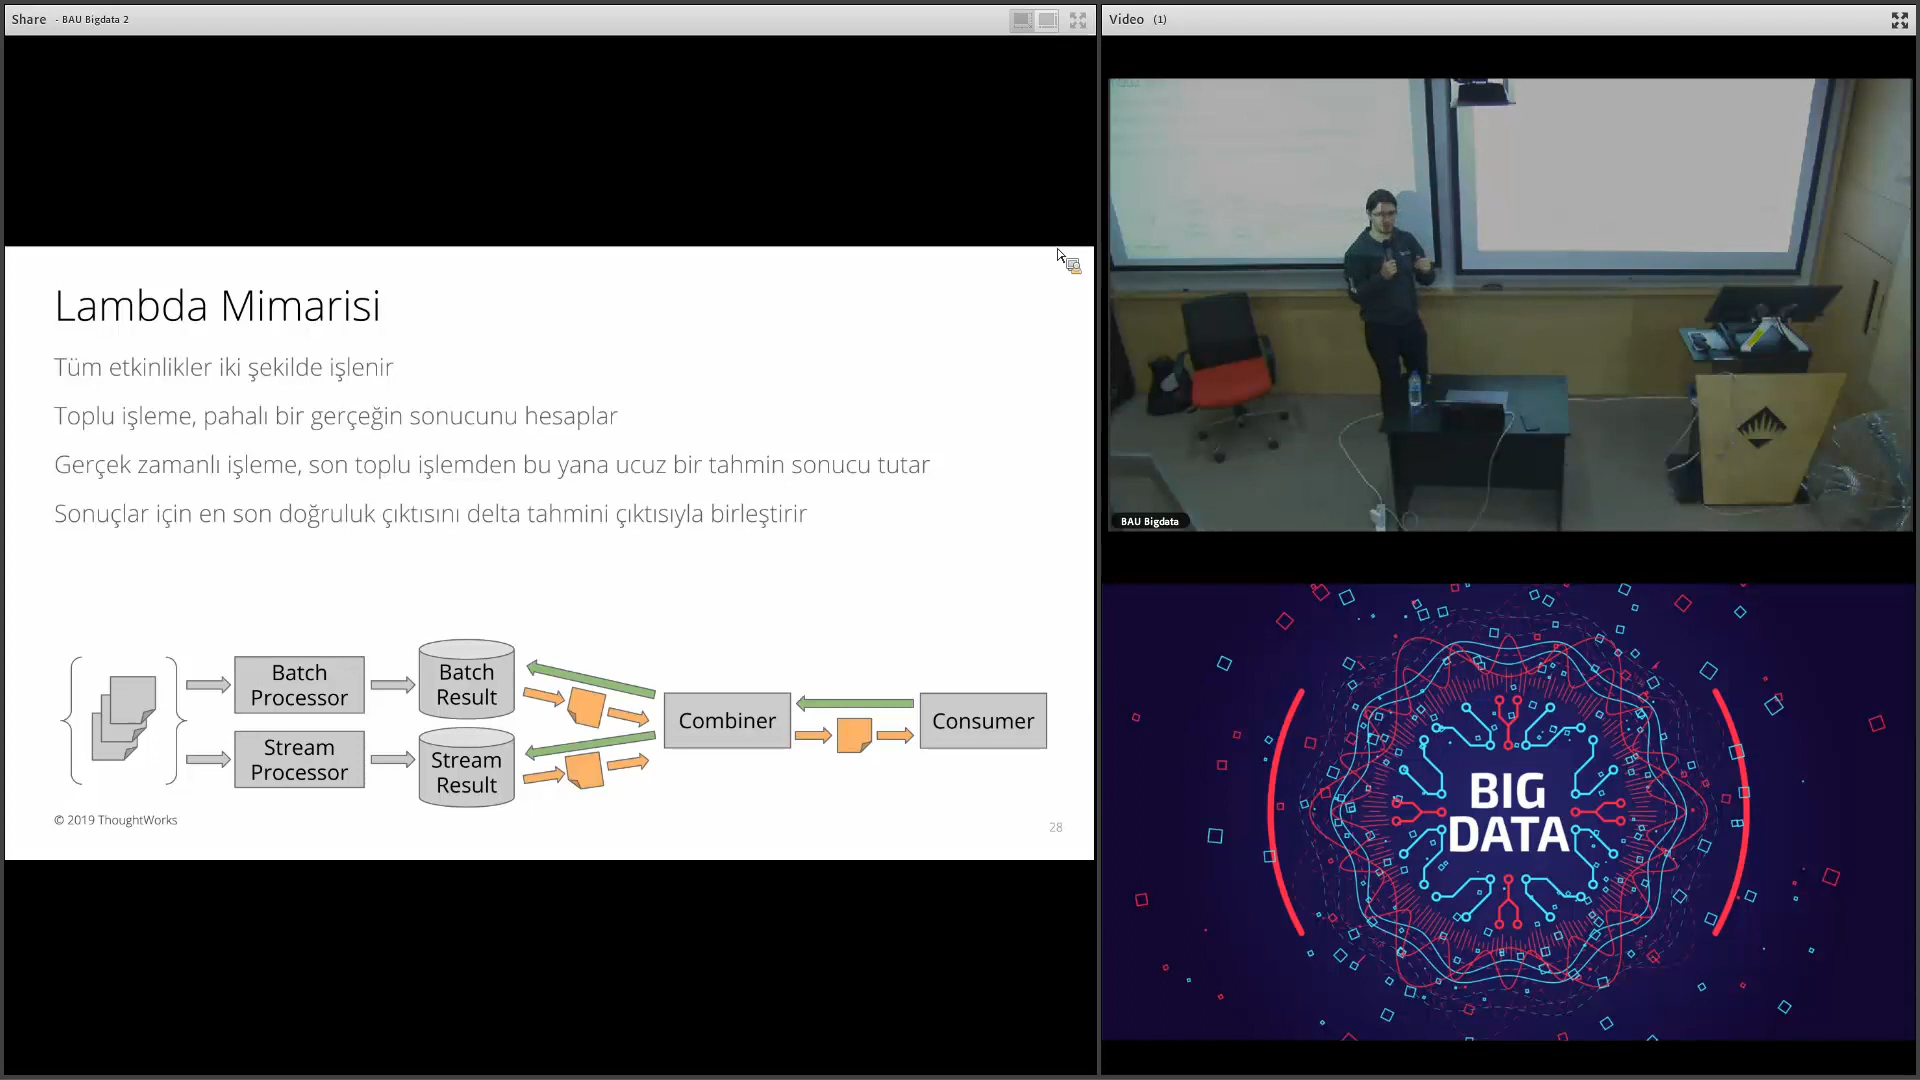 Share - BAU Bigdata 2
Video (1)
Lambda Mimarisi
Tüm etkinlikler iki şekilde işlenir
Toplu işleme, pahalı bir gerçeğin sonucunu hesaplar
Gerçek zamanlı işleme, son toplu işlemden bu yana ucuz bir tahmin sonucu tutar
Sonuçlar için en son doğruluk çıktısını delta tahmini çıktısıyla birleştirir
Batch
Processor
Batch
Result
Stream
Processor
Stream
Result
Combiner
Consumer
© 2019 ThoughtWorks
28
BAU Bigdata
BIG
DATA